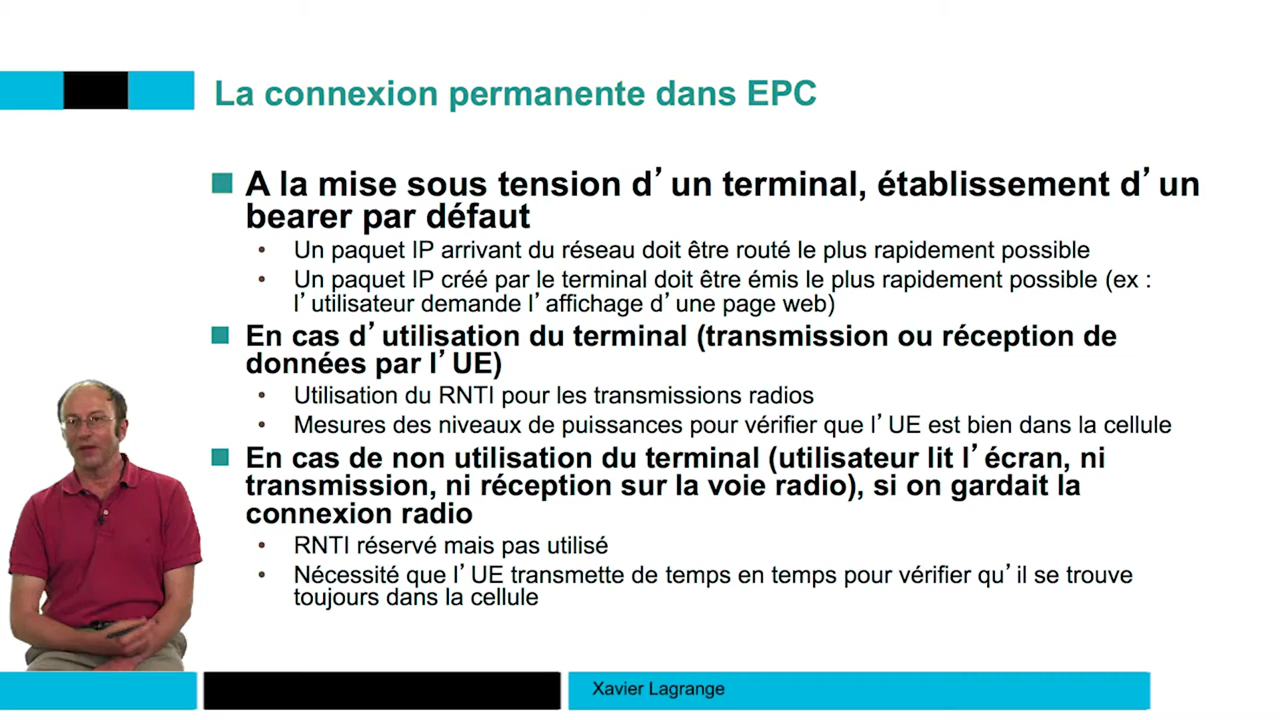 La connexion permanente dans EPC
A la mise sous tension d’un terminal, établissement d’un
bearer par défaut
Un paquet IP arrivant du réseau doit être routé le plus rapidement possible
Un paquet IP créé par le terminal doit être émis le plus rapidement possible (ex :
l’utilisateur demande l’affichage d’une page web)
En cas d’utilisation du terminal (transmission ou réception de
données par l’UE)
Utilisation du RNTI pour les transmissions radios
Mesures des niveaux de puissances pour vérifier que l’UE est bien dans la cellule
En cas de non utilisation du terminal (utilisateur lit l’écran, ni
transmission, ni réception sur la voie radio), si on gardait la
connexion radio
RNTI réservé mais pas utilisé
Nécessité que l’UE transmette de temps en temps pour vérifier qu’il se trouve
toujours dans la cellule
Xavier Lagrange